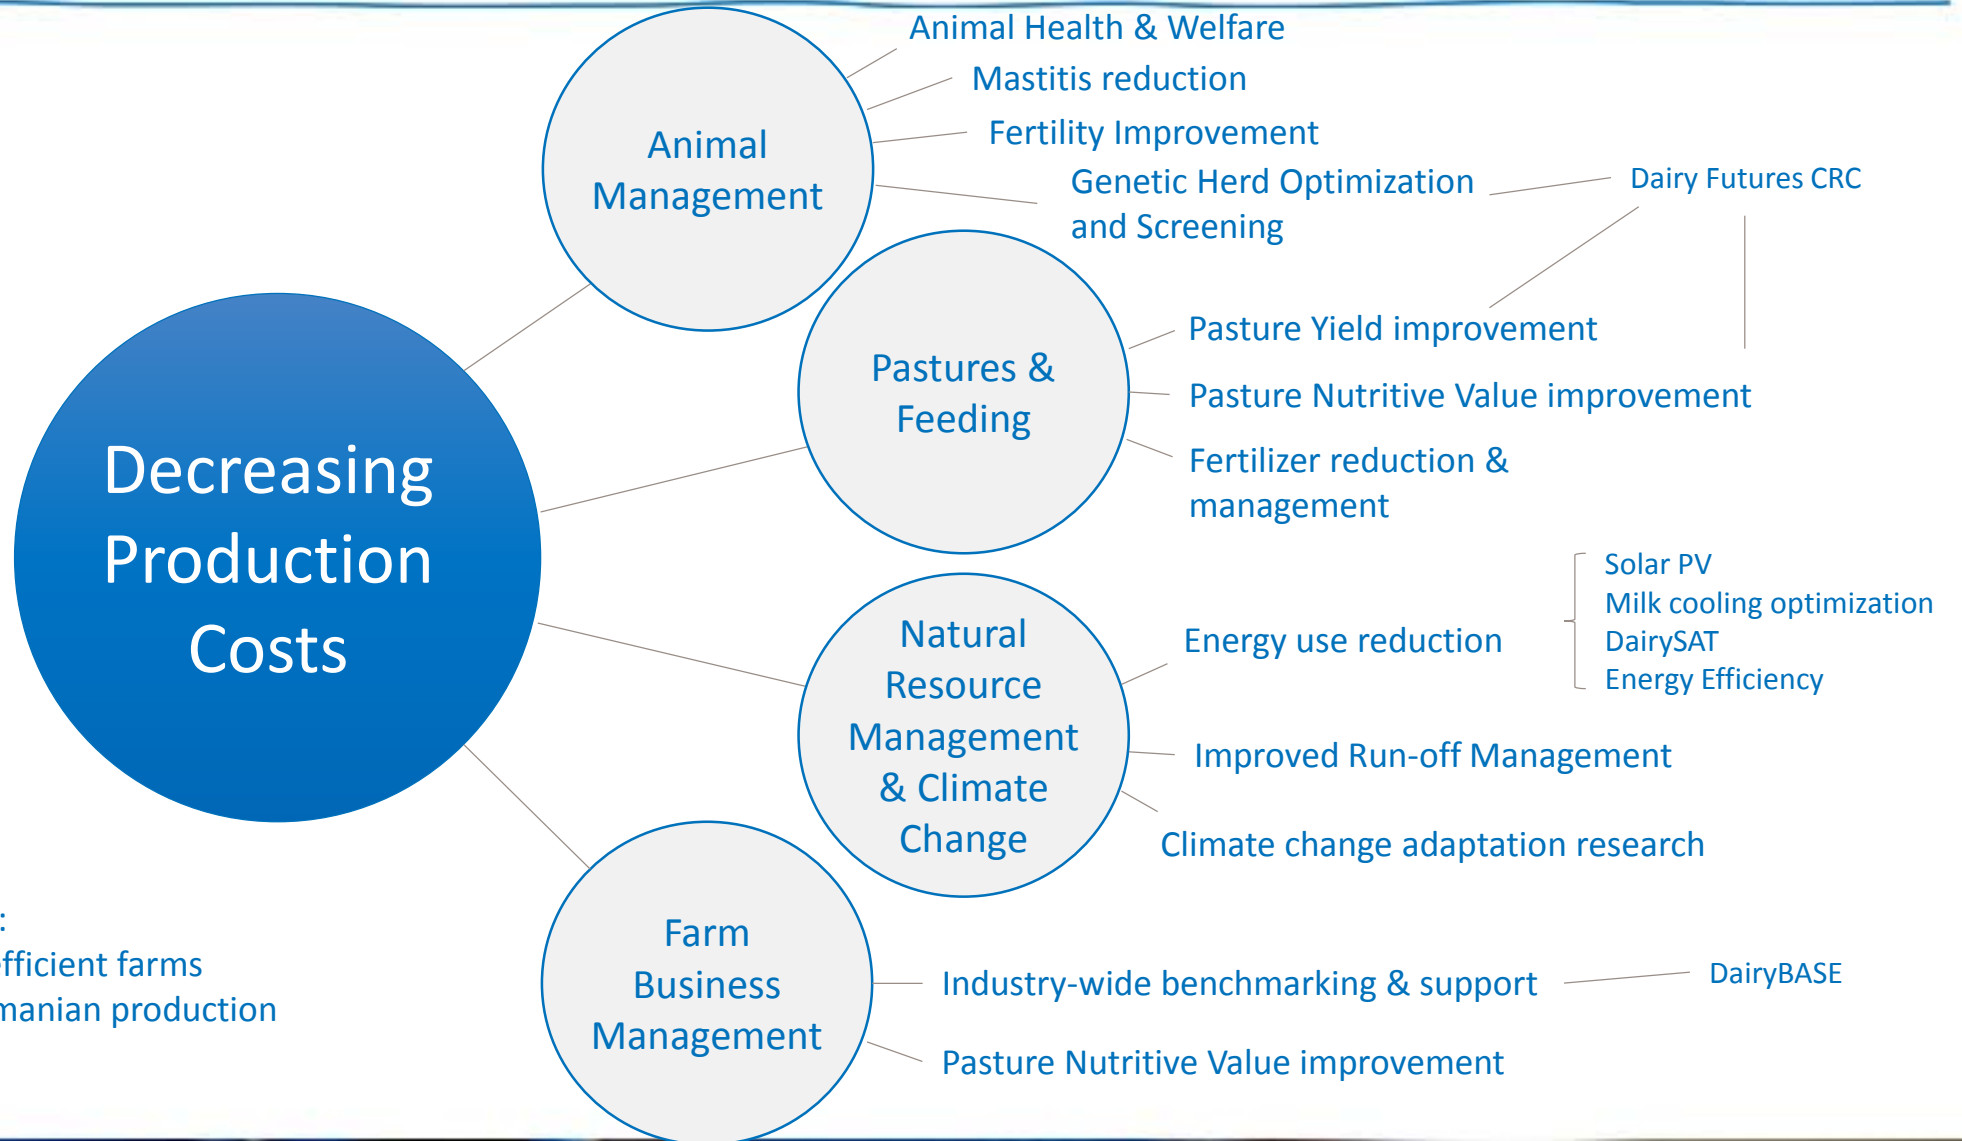 Animal Health & Welfare
Mastitis reduction
Fertility Improvement
Animal
Management
Genetic Herd Optimization
and Screening
Dairy Futures CRC
Pastures &
Feeding
Pasture Yield improvement
Pasture Nutritive Value improvement
Fertilizer reduction &
management
Decreasing
Production
Costs
Natural
Resource
Management
& Climate
Change
Energy use reduction
Solar PV
Milk cooling optimization
DairySAT
Energy Efficiency
Improved Run-off Management
Climate change adaptation research
:
efficient farms
manian production
Farm
Business
Management
Industry-wide benchmarking & support
DairyBASE
Pasture Nutritive Value improvement